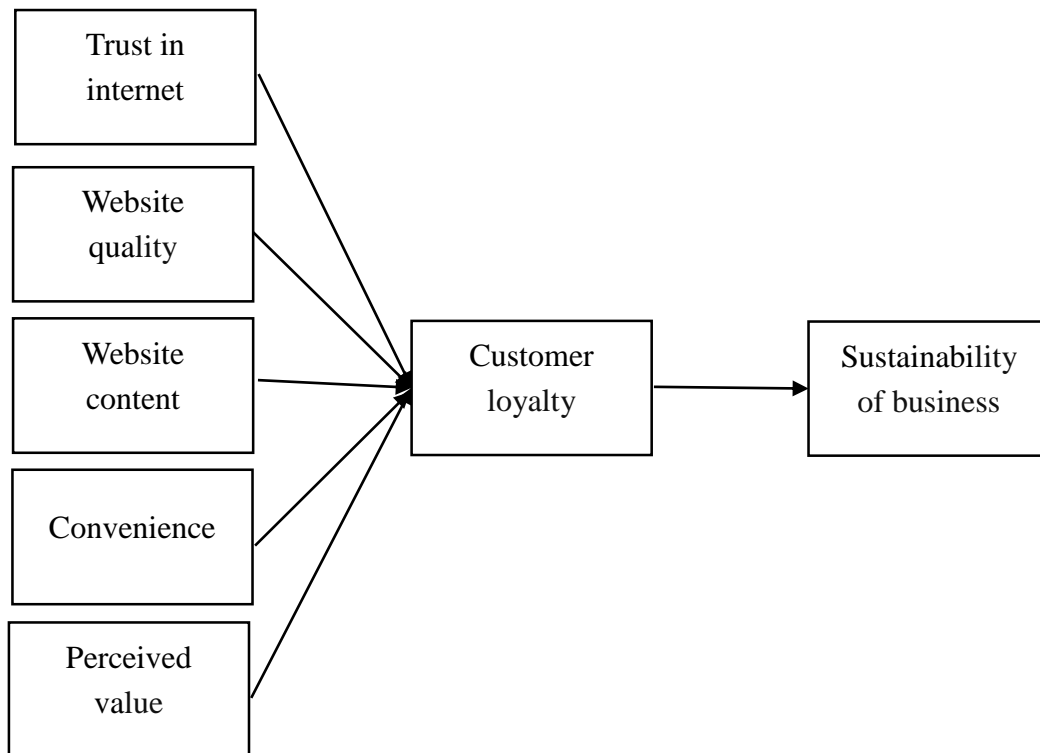 Trust in
internet
Website
quality
Website
content
Convenience
Perceived
value
Customer
loyalty
Sustainability
of business